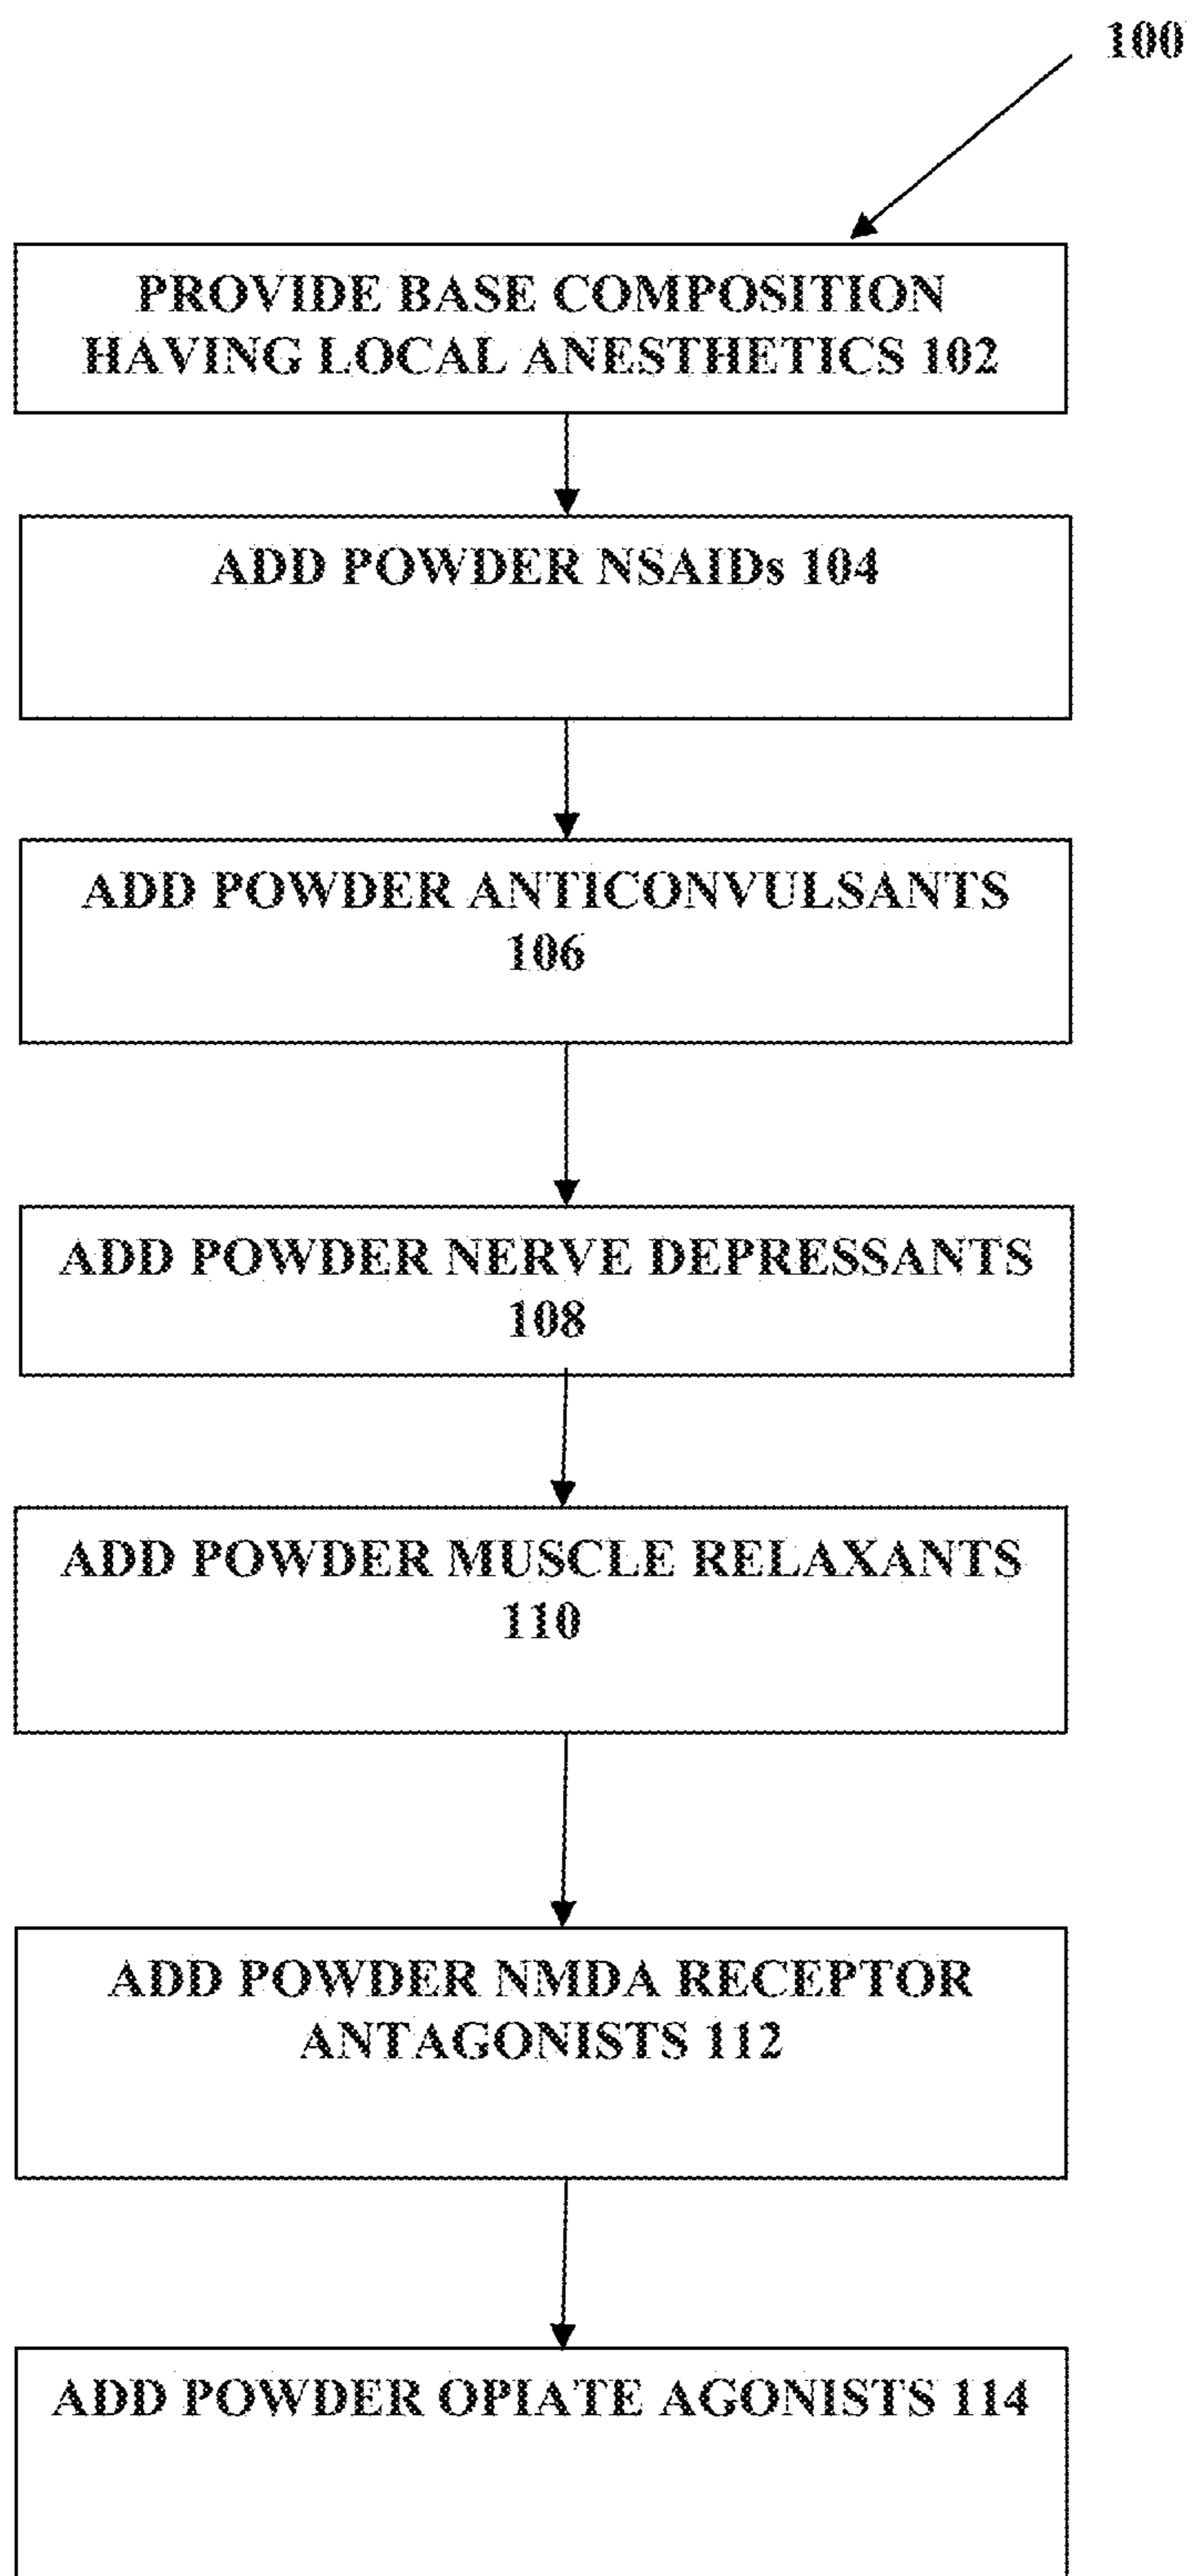 100
PROVIDE BASE COMPOSITION
HAVING LOCAL ANESTHETICS 102
ADD POWDER NSAIDs 104
ADD POWDER ANTICONVULSANTS
106
ADD POWDER NERVE DEPRESSANTS
108
ADD POWDER MUSCLE RELAXANTS
110
ADD POWDER NMDA RECEPTOR
ANTAGONISTS 112
ADD POWDER OPIATE AGONISTS 114